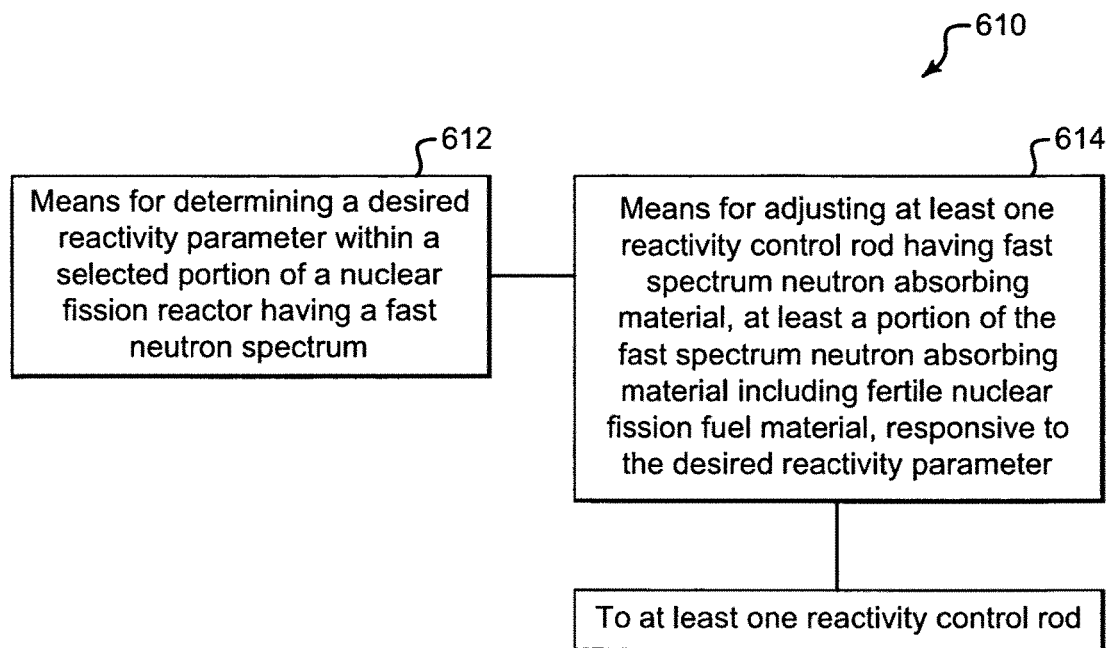 610
612
Means for determining a desired
reactivity parameter within a
selected portion of a nuclear
fission reactor having a fast
neutron spectrum
614
Means for adjusting at least one
reactivity control rod having fast
spectrum neutron absorbing
material, at least a portion of the
fast spectrum neutron absorbing
material including fertile nuclear
fission fuel material, responsive to
the desired reactivity parameter
To at least one reactivity control rod